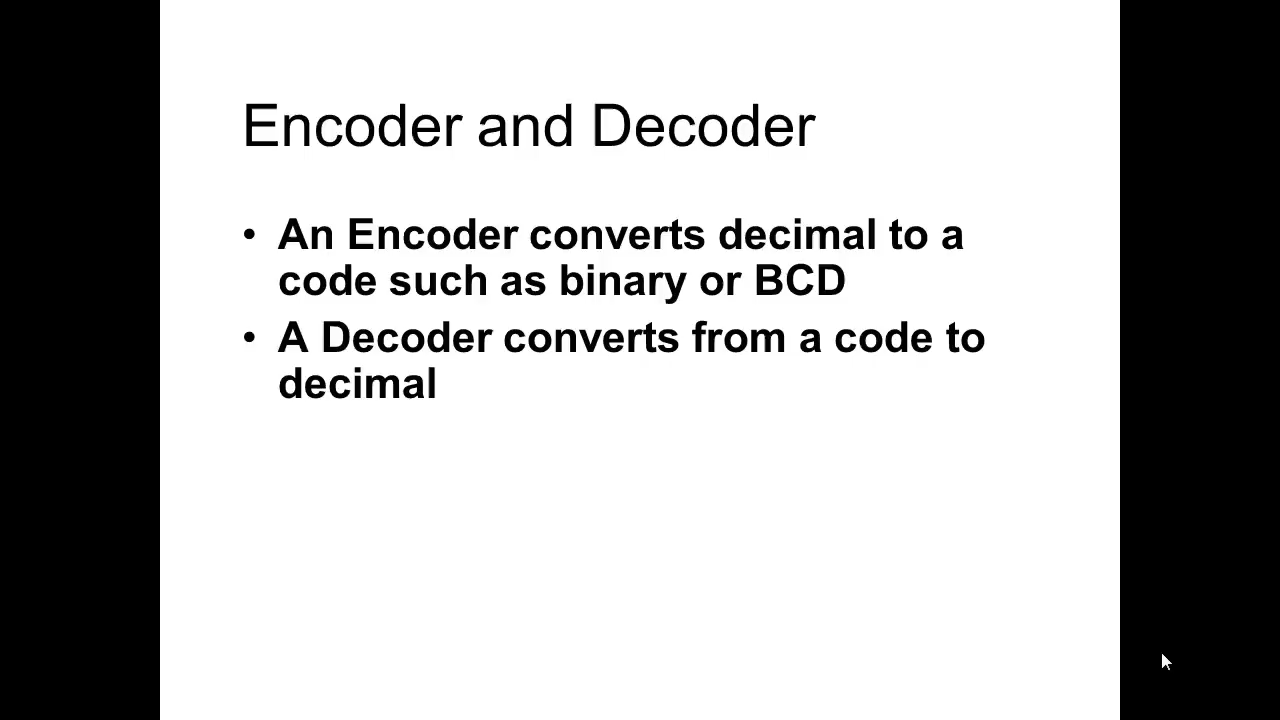 Encoder and Decoder
• An Encoder converts decimal to a
code such as binary or BCD
• A Decoder converts from a code to
decimal